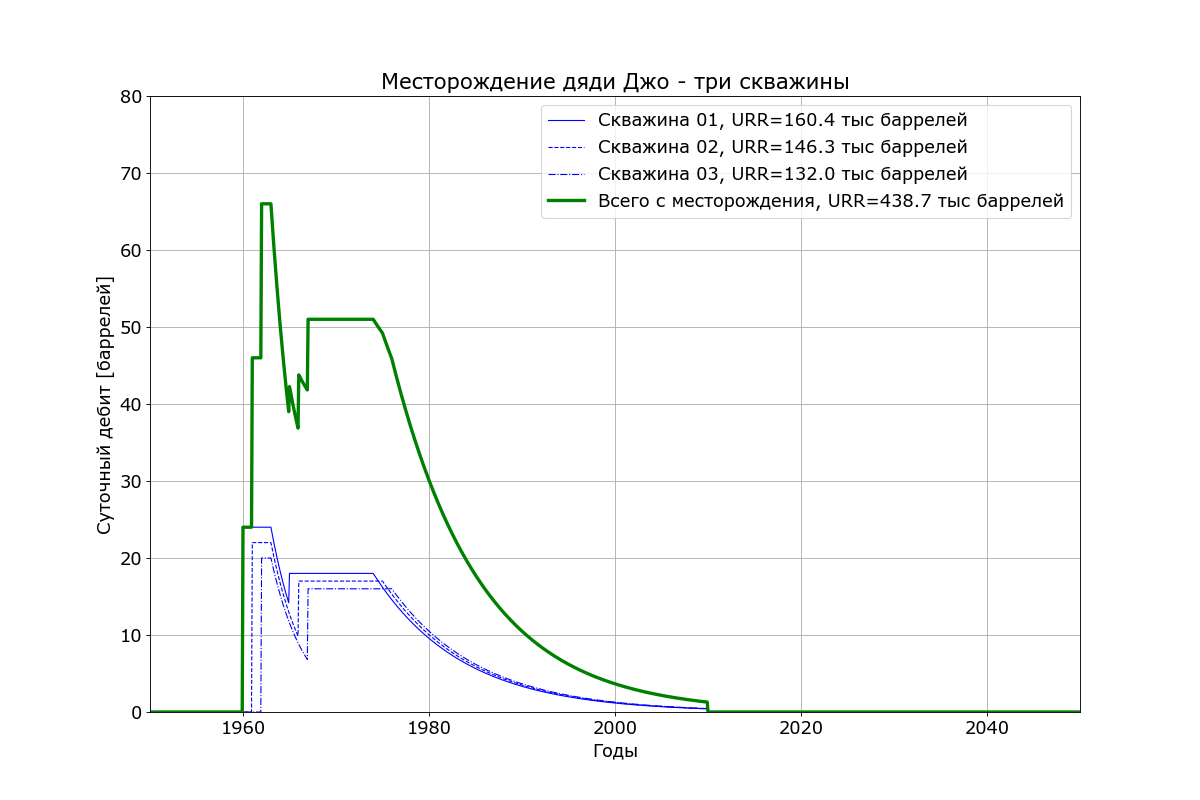 Месторождение дяди Джо - три скважины
80
70
60
50
40
30
20
10
0
Суточный дебит [баррелей]
Скважина 01, URR=160.4 тыс баррелей
Скважина 02, URR=146.3 тыс баррелей
Скважина 03, URR=132.0 тыс баррелей
Всего с месторождения, URR=438.7 тыс баррелей
1960 1980 2000 2020 2040
Годы